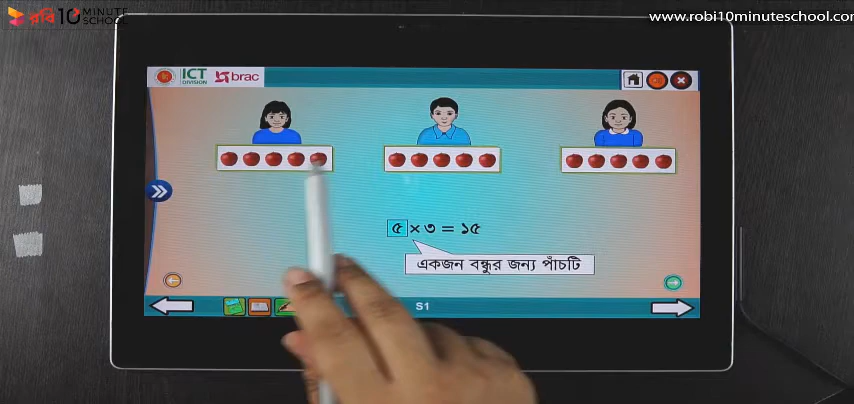 রবি 10 MINUTE SCHOOL
www.robi10minuteschool.com
ICT DIVISION brac
৫ × ৩ = ১৫
একজন বন্ধুর জন্য পাঁচটি
S1